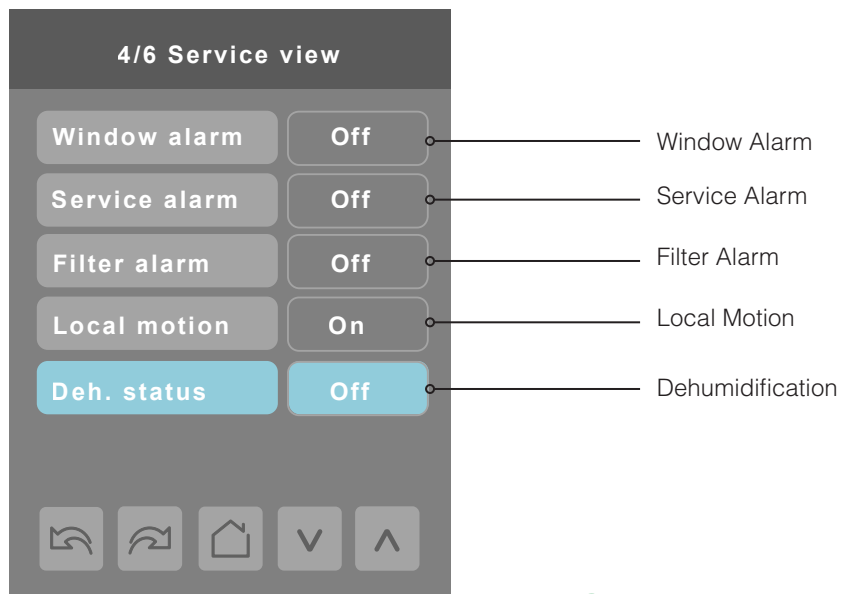 4/6 Service view
Window alarm Off Window Alarm
Service alarm Off Service Alarm
Filter alarm Off Filter Alarm
Local motion On Local Motion
Deh. status Off Dehumidification